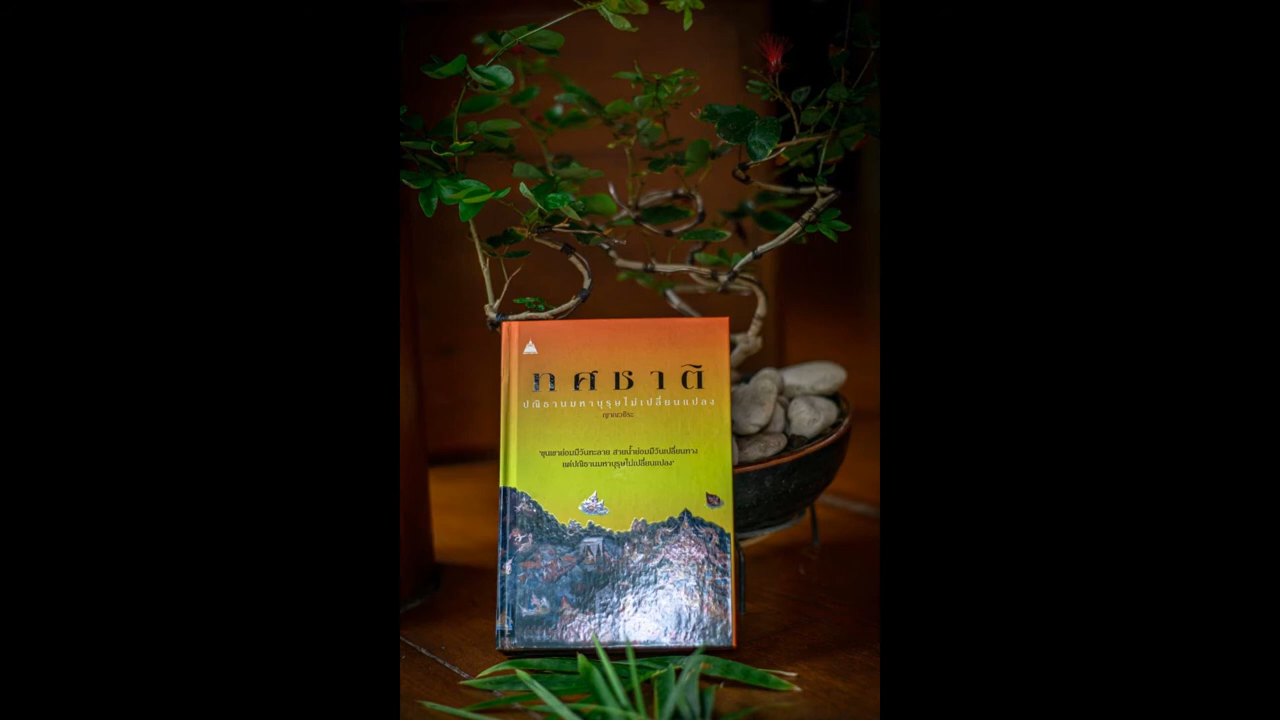 ทศชาติ
ปณิธานมหาบุรุษไม่เปลี่ยนแปลง
ญาณวชิระ
"ขุนเขาย่อมมีวันทะลาย สายน้ำย่อมมีวันเปลี่ยนทาง
แต่ปณิธานมหาบุรุษไม่เปลี่ยนแปลง"